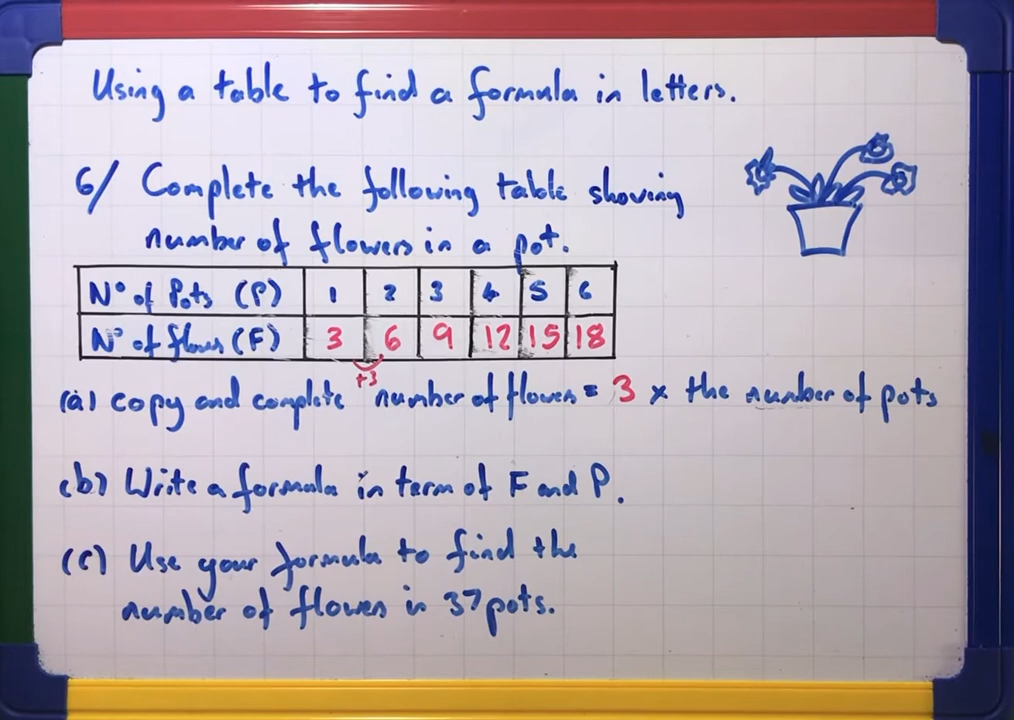 Using a table to find a formula in letters.
6/ Complete the following table showing
number of flowers in a pot.
Nº of Pots (P) 1 2 3 4 5 6
Nº of flowers (F) 3 6 9 12 15 18
+3
(a) copy and complete number of flowers = 3 x the number of pots
(b) Write a formula in term of F and P.
(c) Use your formula to find the
number of flowers in 37 pots.